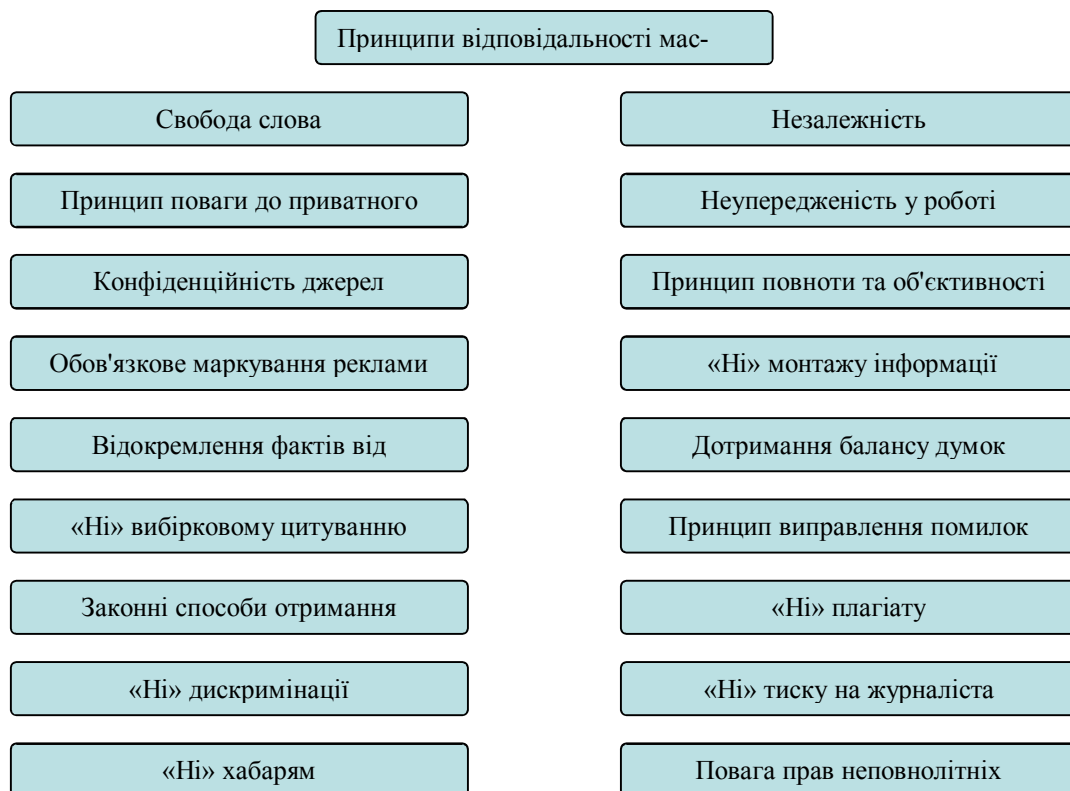 Принципи відповідальності мас-
Свобода слова
Незалежність
Принцип поваги до приватного
Неупередженість у роботі
Конфіденційність джерел
Принцип повноти та об'єктивності
Обов'язкове маркування реклами
«Ні» монтажу інформації
Відокремлення фактів від
Дотримання балансу думок
«Ні» вибірковому цитуванню
Принцип виправлення помилок
Законні способи отримання
«Ні» плагіату
«Ні» дискримінації
«Ні» тиску на журналіста
«Ні» хабарям
Повага прав неповнолітніх